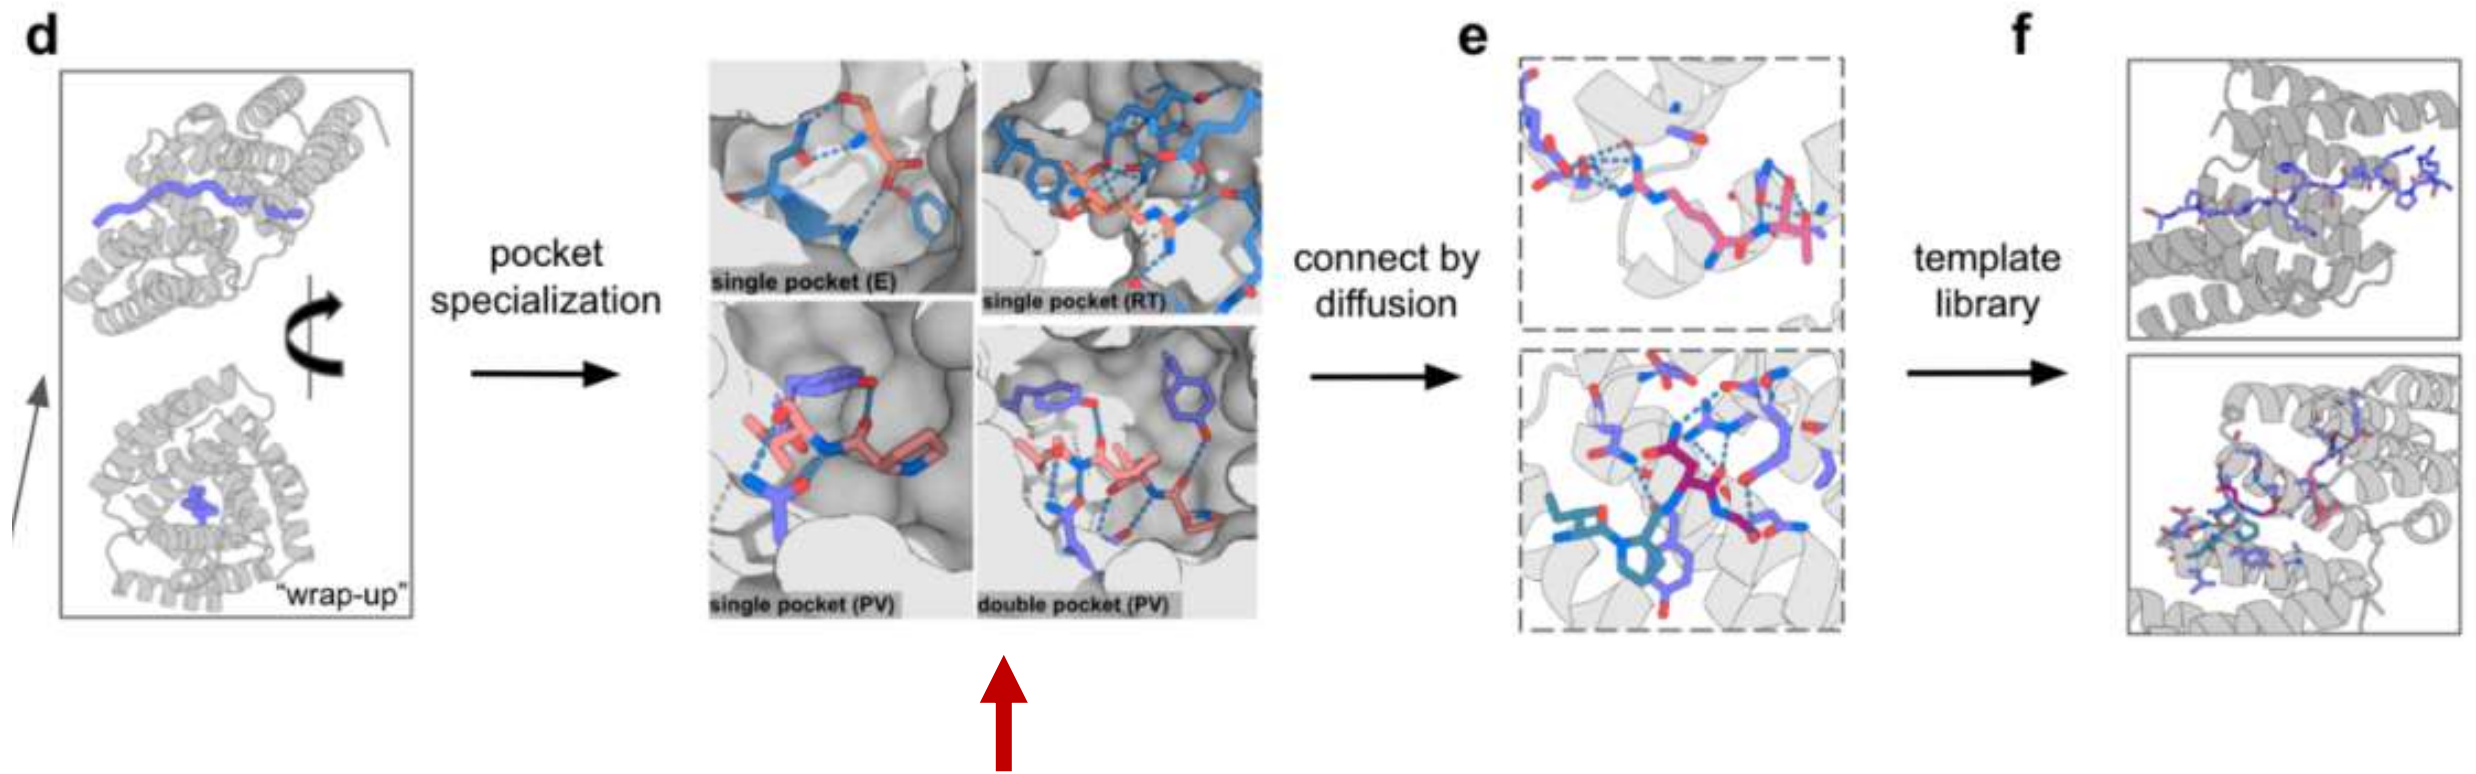 d
"wrap-up"
pocket
specialization
single pocket (E)
single pocket (RT)
single pocket (PV)
double pocket (PV)
connect by
diffusion
e
template
library
f